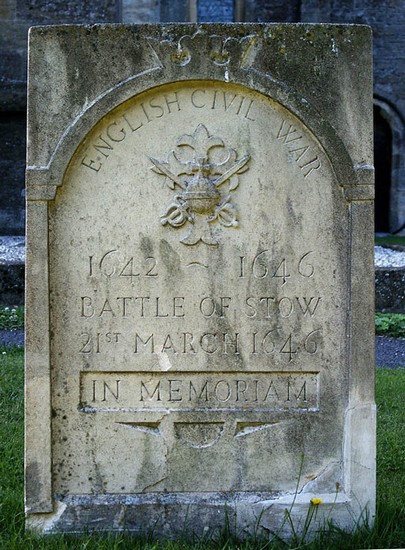 ENGLISH CIVIL WAR
1642 ~ 1646
BATTLE OF STOW
21ST MARCH 1646
IN MEMORIAM